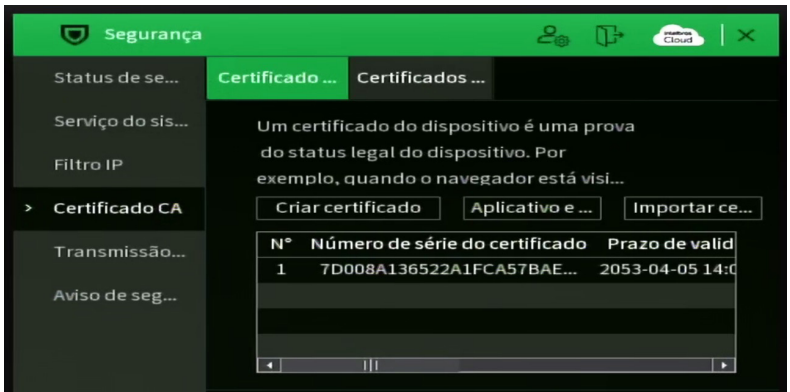 Segurança
intelbras
Cloud
Status de se...
Certificado ...
Certificados ...
Serviço do sis...
Um certificado do dispositivo é uma prova
do status legal do dispositivo. Por
exemplo, quando o navegador está visi...
Filtro IP
Certificado CA
Criar certificado
Aplicativo e ...
Importar ce...
Transmissão...
N° Número de série do certificado Prazo de valid
1 7D008A136522A1FCA57BAE... 2053-04-05 14:0
Aviso de seg...